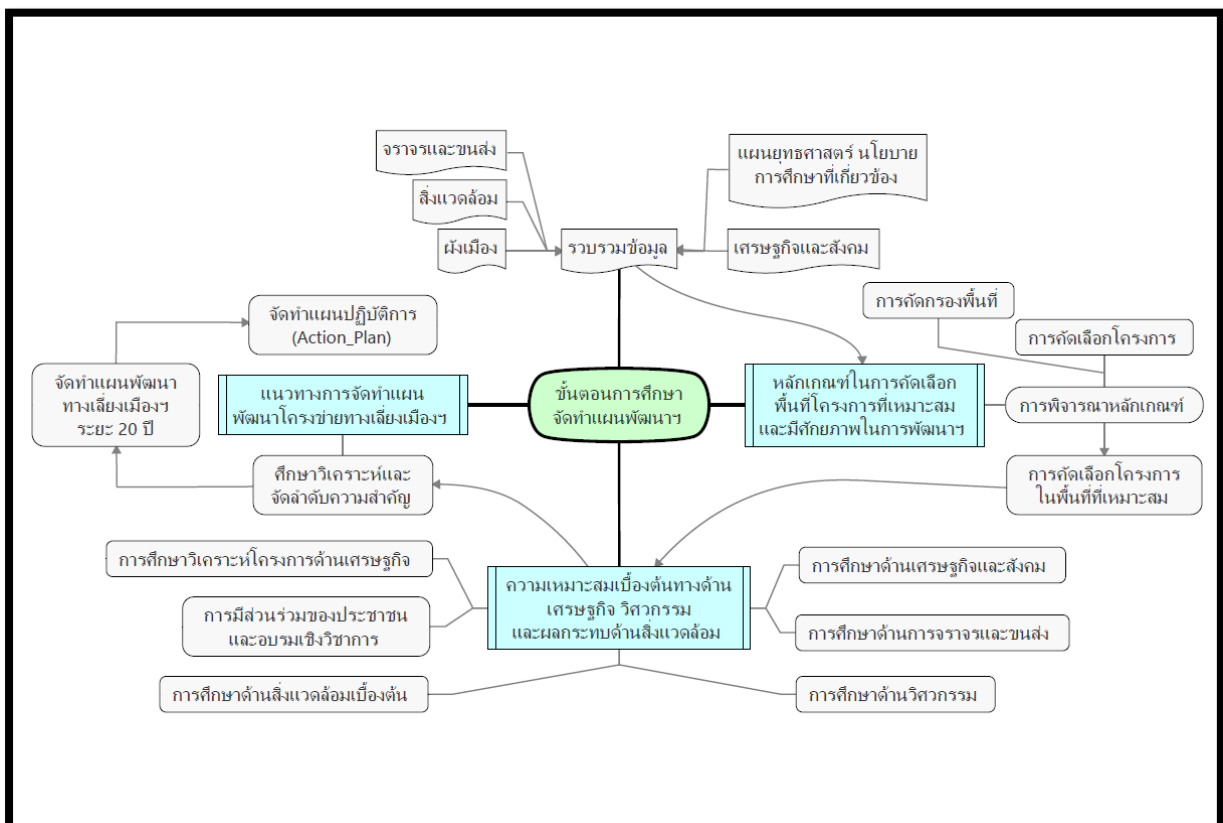 จราจรและขนส่ง
แผนยุทธศาสตร์ นโยบาย
การศึกษาที่เกี่ยวข้อง
สิ่งแวดล้อม
ผังเมือง
รวบรวมข้อมูล
เศรษฐกิจและสังคม
การคัดกรองพื้นที่
จัดทำแผนปฏิบัติการ
(Action_Plan)
การคัดเลือกโครงการ
จัดทำแผนพัฒนา
ทางเลี่ยงเมืองฯ
ระยะ 20 ปี
แนวทางการจัดทำแผน
พัฒนาโครงข่ายทางเลี่ยงเมืองฯ
ขั้นตอนการศึกษา
จัดทำแผนพัฒนาฯ
หลักเกณฑ์ในการคัดเลือก
พื้นที่โครงการที่เหมาะสม
และมีศักยภาพในการพัฒนาฯ
การพิจารณาหลักเกณฑ์
ศึกษาวิเคราะห์และ
จัดลำดับความสำคัญ
การคัดเลือกโครงการ
ในพื้นที่ที่เหมาะสม
การศึกษาวิเคราะห์โครงการด้านเศรษฐกิจ
ความเหมาะสมเบื้องต้นทางด้าน
เศรษฐกิจ วิศวกรรม
และผลกระทบด้านสิ่งแวดล้อม
การศึกษาด้านเศรษฐกิจและสังคม
การมีส่วนร่วมของประชาชน
และอบรมเชิงวิชาการ
การศึกษาด้านการจราจรและขนส่ง
การศึกษาด้านสิ่งแวดล้อมเบื้องต้น
การศึกษาด้านวิศวกรรม